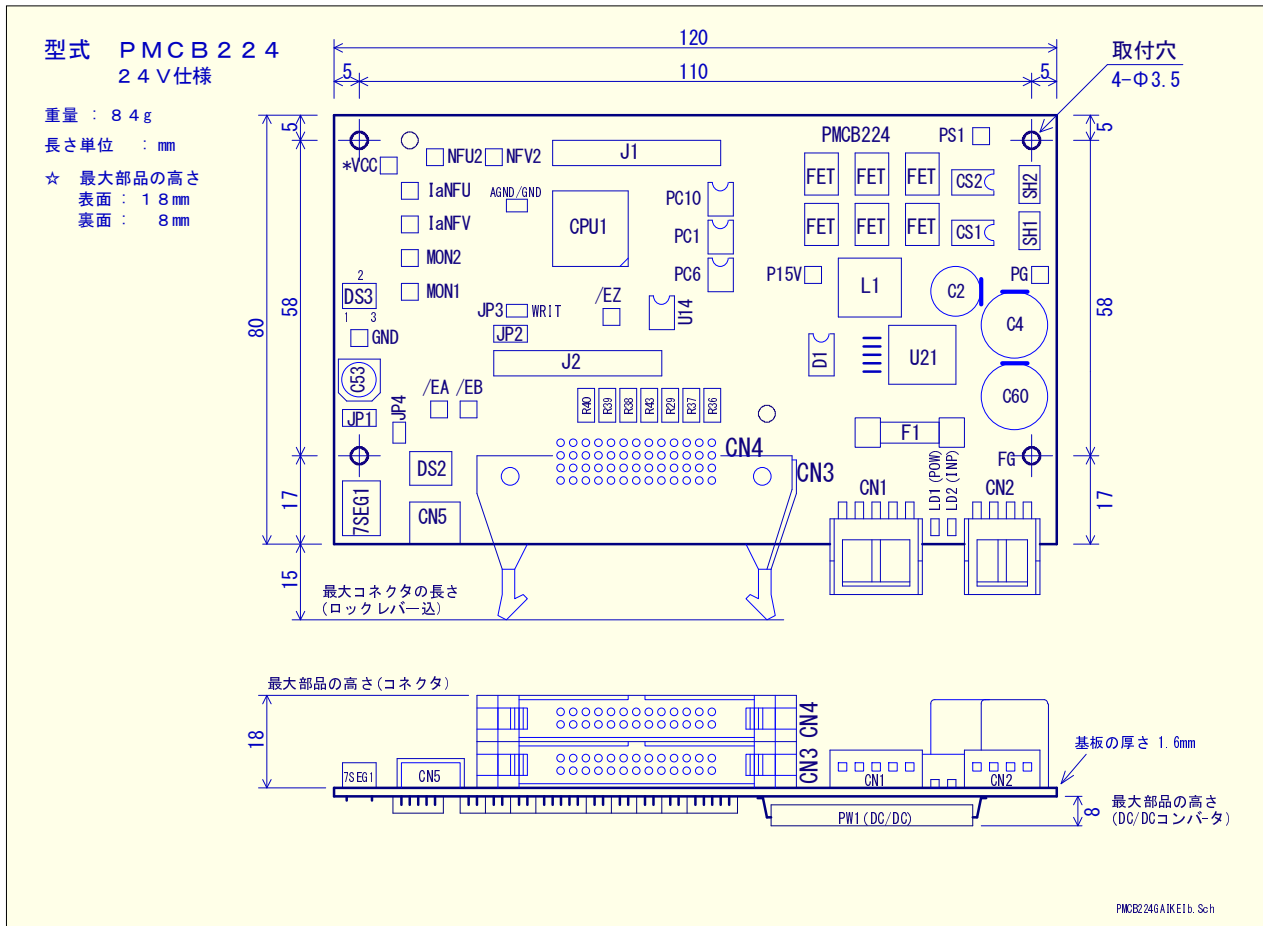 型式 PMCB224
24V仕様
重量 : 84g
長さ単位 : mm
☆ 最大部品の高さ
表面 : 18mm
裏面 : 8mm
120
5
110
5
取付穴
4-Φ3.5
5
58
80
17
15
5
58
17
PMCB224
PS1
*VCC
NFU2
NFV2
J1
IaNFU
AGND/GND
IaNFV
MON2
MON1
CPU1
PC10
PC1
PC6
FET
FET
FET
FET
FET
FET
CS2
SH2
CS1
SH1
P15V
L1
C2
PG
2
DS3
1
3
GND
JP3
WRIT
JP2
/EZ
U14
C4
D1
U21
J2
C53
/EA
/EB
JP1
JP4
R40
R39
R38
R43
R29
R37
R36
C60
F1
DS2
CN4
CN3
CN1
LD1(POW)
LD2(INP)
FG
CN2
7SEG1
CN5
最大コネクタの長さ
(ロックレバー込)
最大部品の高さ(コネクタ)
18
CN4
CN3
7SEG1
CN5
CN1
CN2
基板の厚さ 1.6mm
PW1(DC/DC)
8
最大部品の高さ
(DC/DCコンバータ)
PMCB224GAIKEIb.Sch